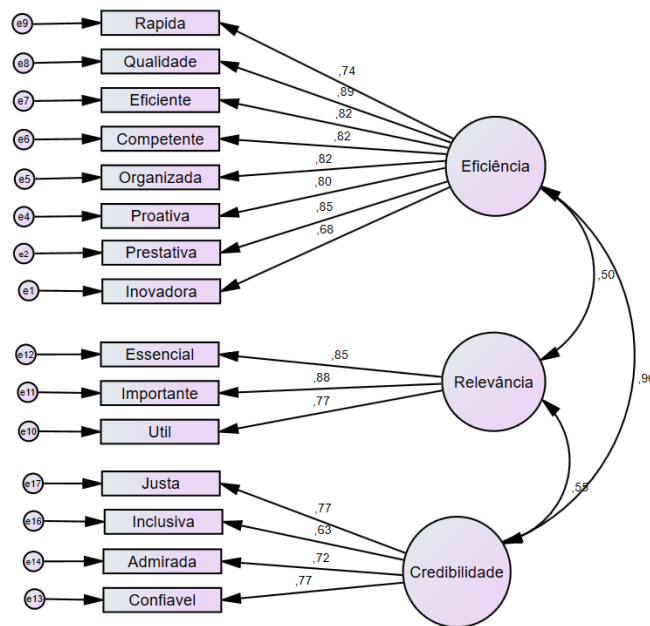 e9 Rapida
,74
e8 Qualidade
,89
e7 Eficiente
,82
e6 Competente
,82
Eficiência
e5 Organizada
,82
e4 Proativa
,80
e2 Prestativa
,85
e1 Inovadora
,68
,50
e12 Essencial
,85
e11 Importante
,88
Relevância
,96
e10 Util
,77
e17 Justa
,77
,55
e16 Inclusiva
,63
e14 Admirada
,72
Credibilidade
e13 Confiavel
,77